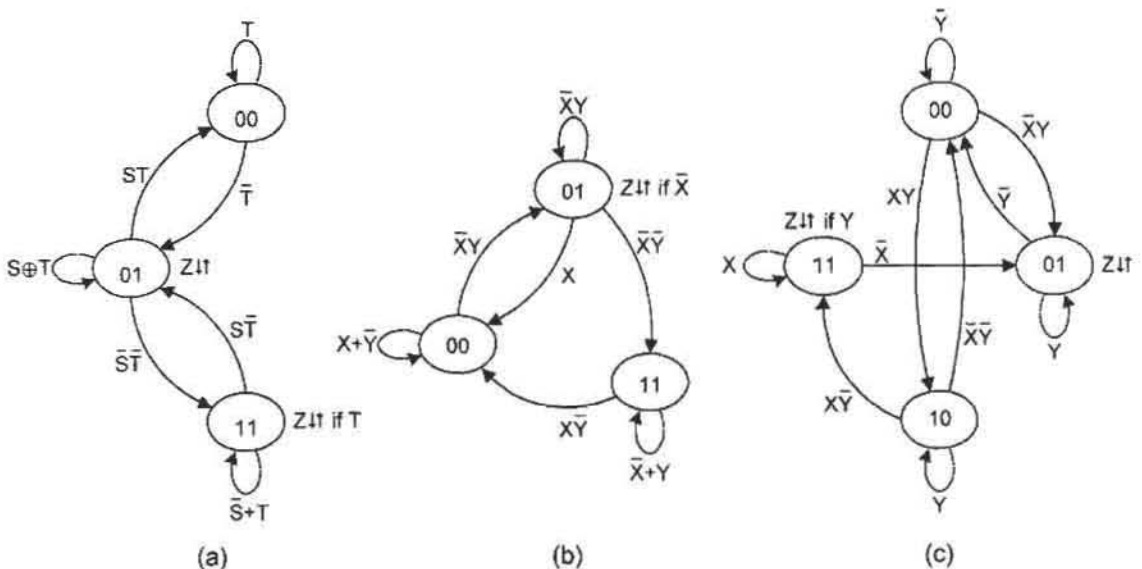 T
00
ST
T̄
S⊕T
01
Z↓↑
S̄T̄
ST̄
11
Z↓↑ if T
S̄+T
(a)
X̄Y
01
Z↓↑ if X̄
X̄Y
X
X̄Ȳ
X+Ȳ
00
XȲ
11
X̄+Y
(b)
Ȳ
00
X̄Y
XY
Ȳ
Z↓↑ if Y
X
11
X̄
01
Z↓↑
Y
X̄Ȳ
XȲ
10
Y
(c)